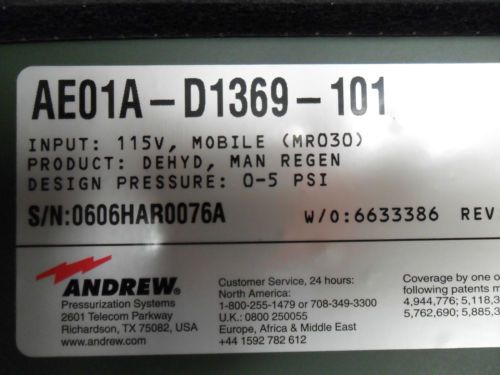 AE01A-D1369-101
INPUT: 115V, MOBILE (MR030)
PRODUCT: DEHYD, MAN REGEN
DESIGN PRESSURE: 0-5 PSI
S/N:0606HAR0076A W/O:6633386 REV
ANDREW®
Pressurization Systems
2601 Telecom Parkway
Richardson, TX 75082, USA
www.andrew.com
Customer Service, 24 hours:
North America:
1-800-255-1479 or 708-349-3300
U.K.: 0800 250055
Europe, Africa & Middle East
+44 1592 782 612
Coverage by one o
following patents m
4,944,776; 5,118,3
5,762,690; 5,885,3